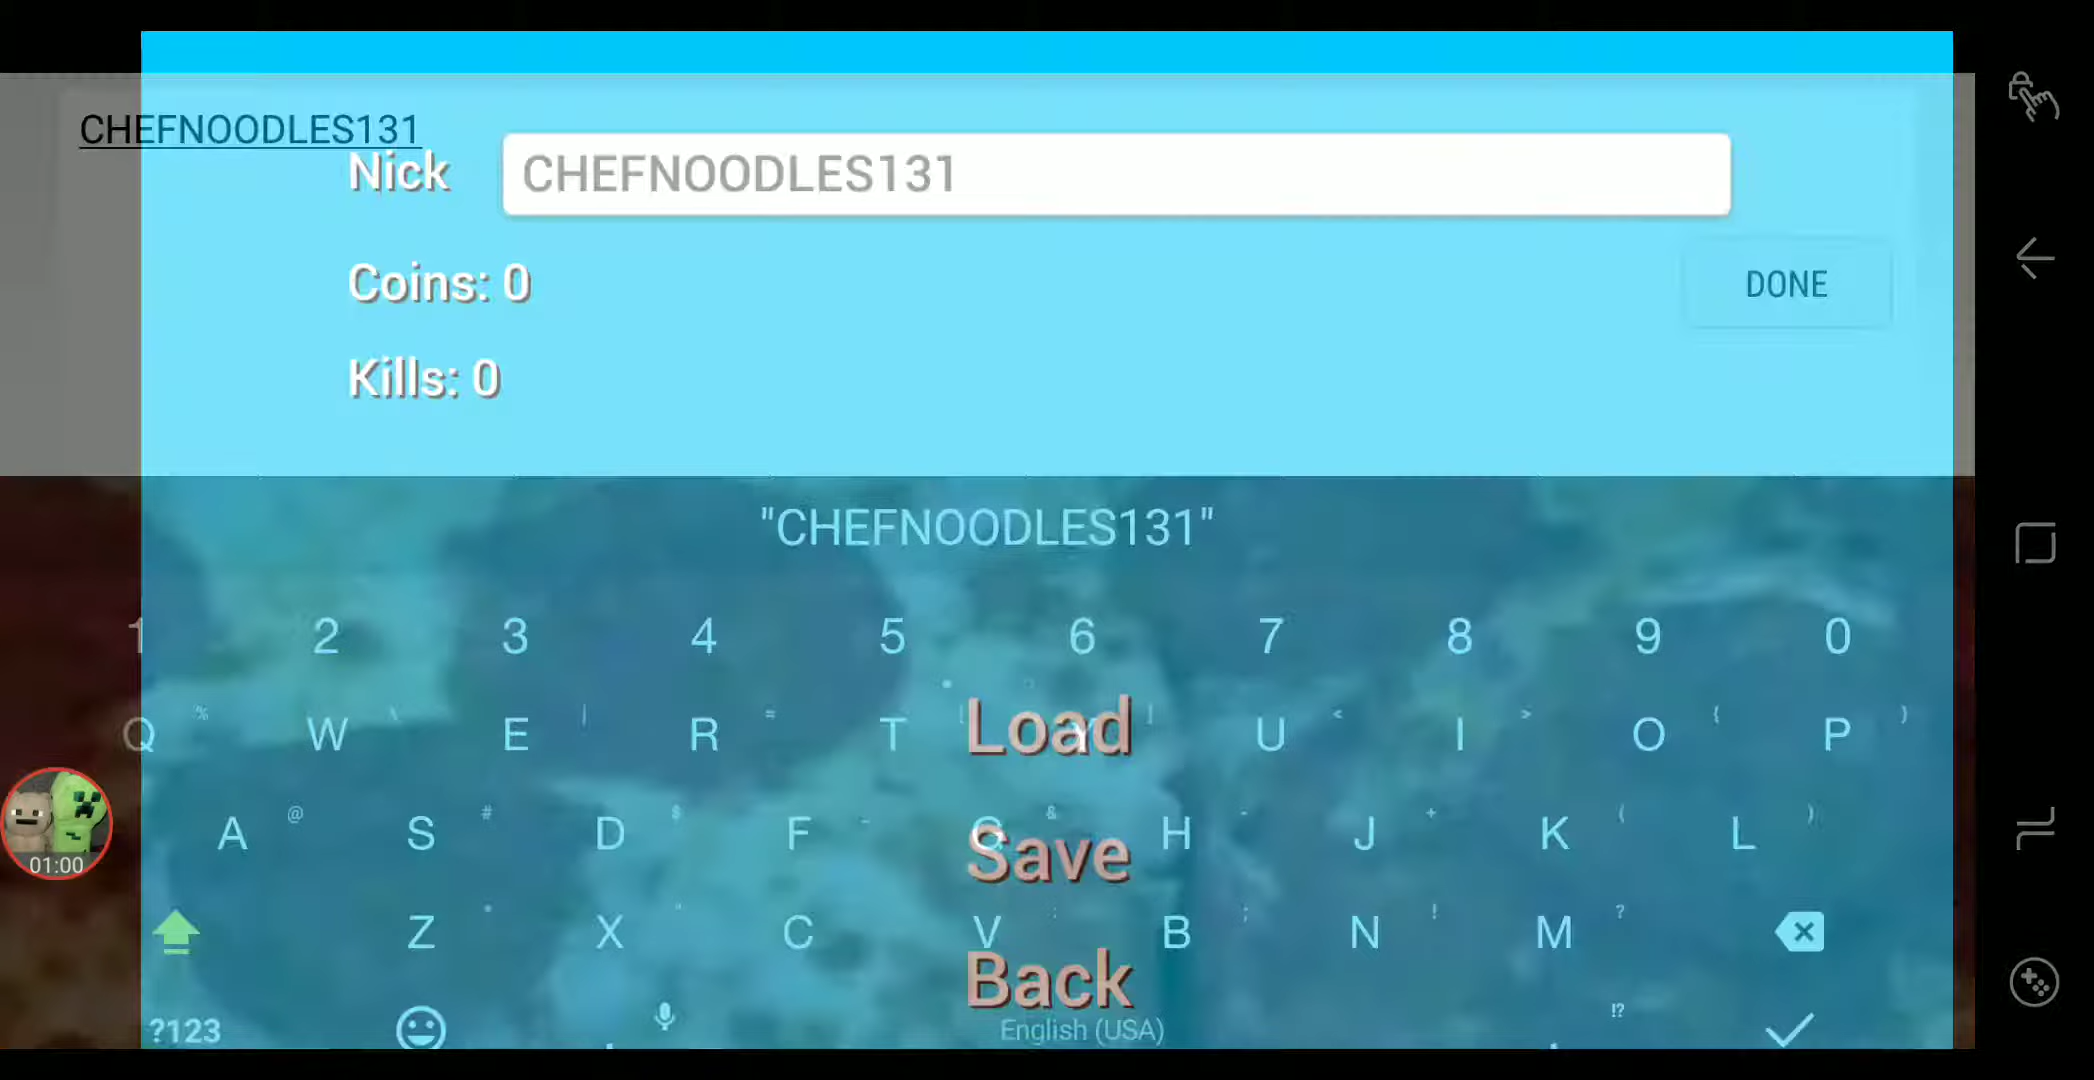 CHEFNOODLES131
Nick CHEFNOODLES131
Coins: 0
DONE
Kills: 0
"CHEFNOODLES131"
1 2 3 4 5 6 7 8 9 0
% \ | = [ ] < > { }
Q W E R T Y U I O P
Load
@ # $ & - + ( )
A S D F G H J K L
Save
01:00
* " : ; ! ?
Z X C V B N M
Back
!?
?123 English (USA)